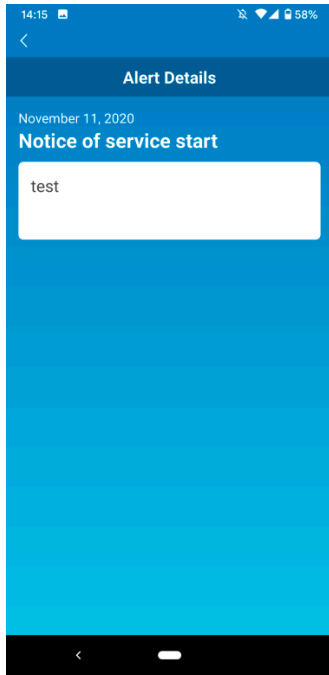 14:15 58%
Alert Details
November 11, 2020
Notice of service start
test